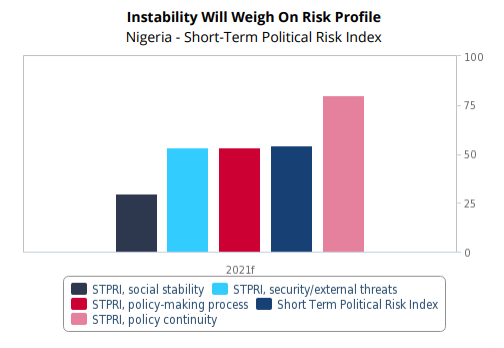 Instability Will Weigh On Risk Profile
Nigeria - Short-Term Political Risk Index
100
75
50
25
0
2021f
STPRI, social stability STPRI, security/external threats
STPRI, policy-making process Short Term Political Risk Index
STPRI, policy continuity